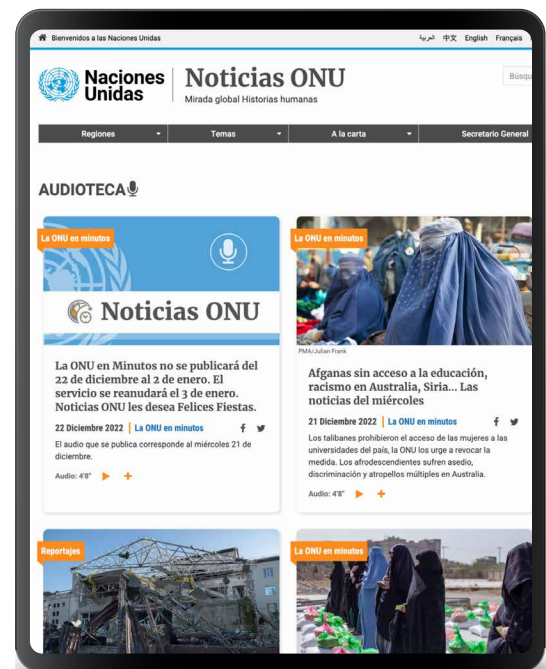 Bienvenidos a las Naciones Unidas
العربية 中文 English Français
Naciones Unidas
Noticias ONU
Mirada global Historias humanas
Regiones Temas A la carta Secretario General
AUDIOTECA
La ONU en minutos
Noticias ONU
La ONU en Minutos no se publicará del
22 de diciembre al 2 de enero. El
servicio se reanudará el 3 de enero.
Noticias ONU les desea Felices Fiestas.
22 Diciembre 2022 | La ONU en minutos
El audio que se publica corresponde al miércoles 21 de
diciembre.
Audio: 4'8"
La ONU en minutos
PMA/Julian Frank
Afganas sin acceso a la educación,
racismo en Australia, Siria... Las
noticias del miércoles
21 Diciembre 2022 | La ONU en minutos
Los talibanes prohibieron el acceso de las mujeres a las
universidades del país, la ONU los urge a revocar la
medida. Los afrodescendientes sufren asedio,
discriminación y atropellos múltiples en Australia.
Audio: 4'8"
Reportajes
La ONU en minutos